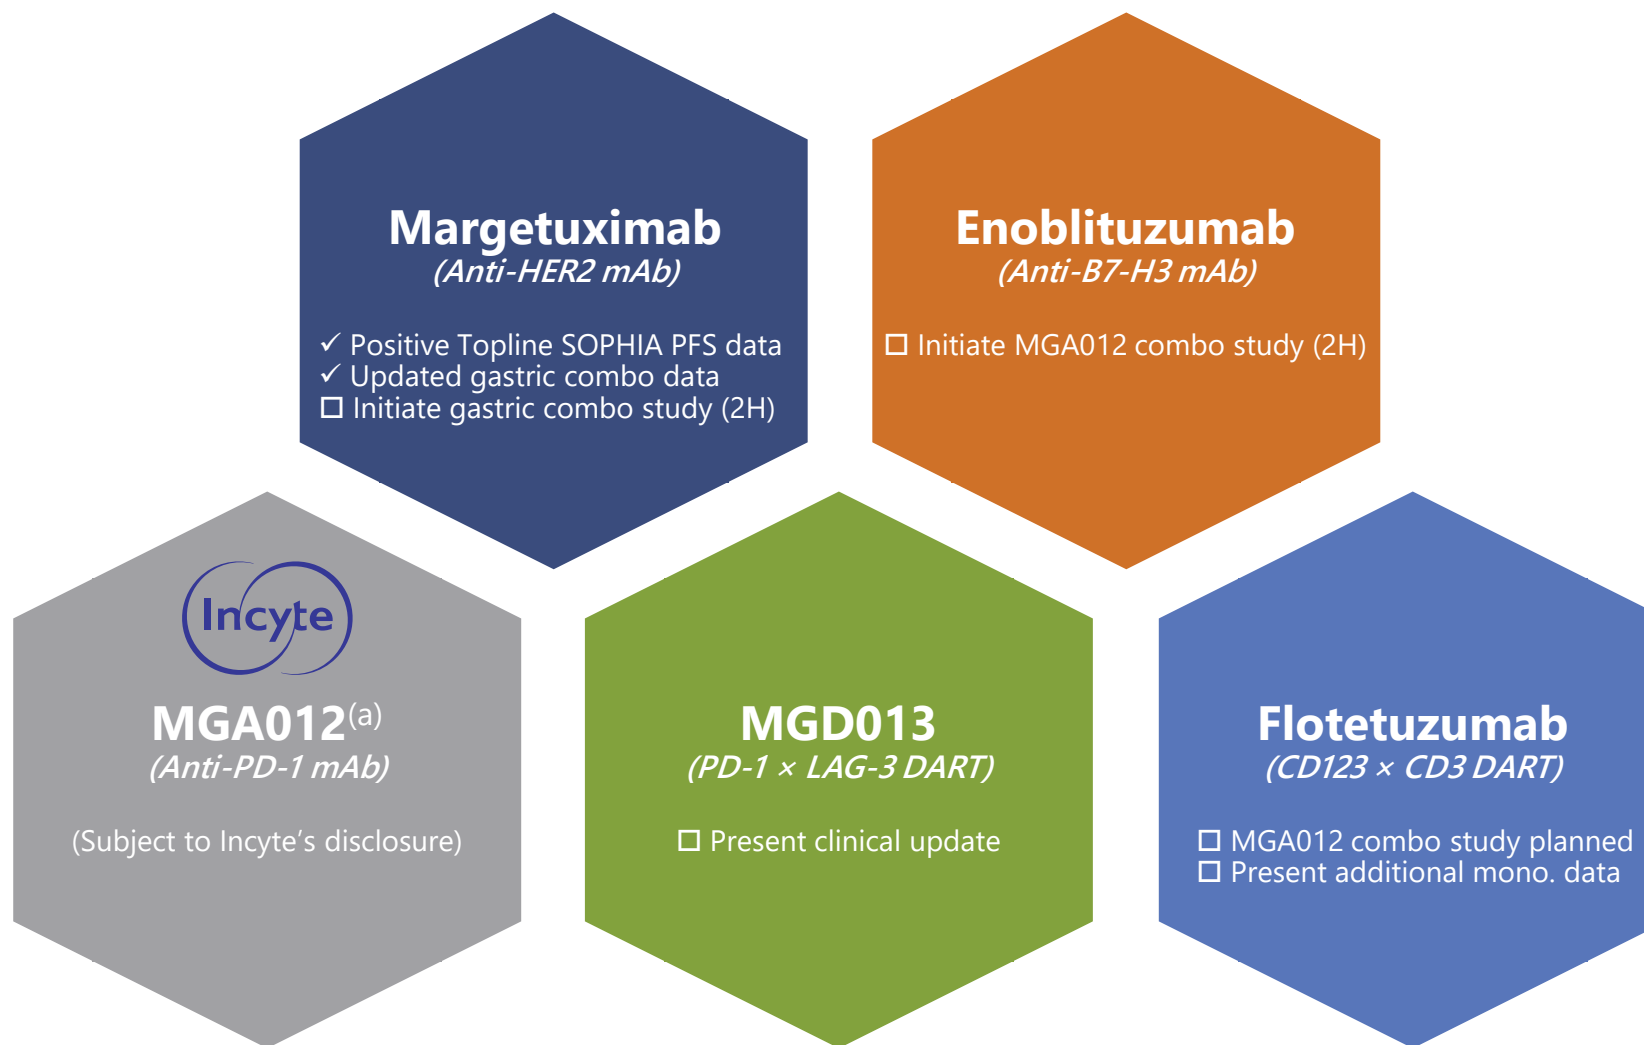 Margetuximab
(Anti-HER2 mAb)
✓ Positive Topline SOPHIA PFS data
✓ Updated gastric combo data
☐ Initiate gastric combo study (2H)
Enoblituzumab
(Anti-B7-H3 mAb)
☐ Initiate MGA012 combo study (2H)
Incyte
MGA012(a)
(Anti-PD-1 mAb)
(Subject to Incyte’s disclosure)
MGD013
(PD-1 × LAG-3 DART)
☐ Present clinical update
Flotetuzumab
(CD123 × CD3 DART)
☐ MGA012 combo study planned
☐ Present additional mono. data